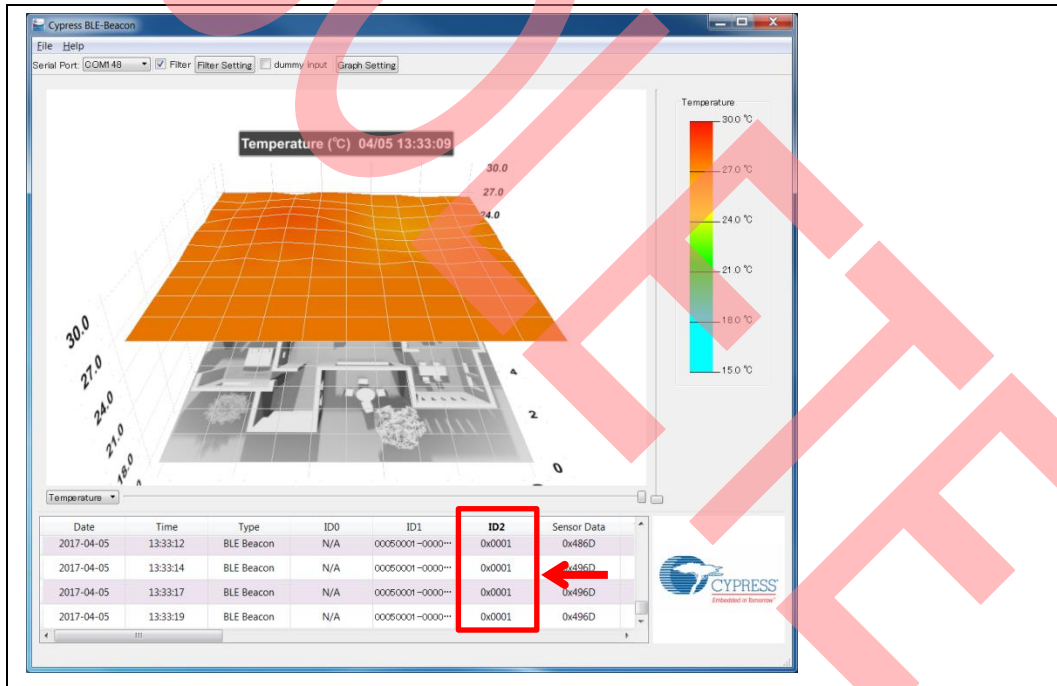 Cypress BLE-Beacon
File Help
Serial Port: COM148 Filter Filter Setting dummy input Graph Setting
Temperature (℃) 04/05 13:33:09
30.0
27.0
24.0
30.0
27.0
24.0
21.0
18.0
4
2
0
Temperature
30.0 ℃
27.0 ℃
24.0 ℃
21.0 ℃
18.0 ℃
15.0 ℃
Temperature
Date Time Type ID0 ID1 ID2 Sensor Data
2017-04-05 13:33:12 BLE Beacon N/A 00050001-0000… 0x0001 0x486D
2017-04-05 13:33:14 BLE Beacon N/A 00050001-0000… 0x0001 0x496D
2017-04-05 13:33:17 BLE Beacon N/A 00050001-0000… 0x0001 0x496D
2017-04-05 13:33:19 BLE Beacon N/A 00050001-0000… 0x0001 0x496D
CYPRESS
Embedded in Tomorrow™